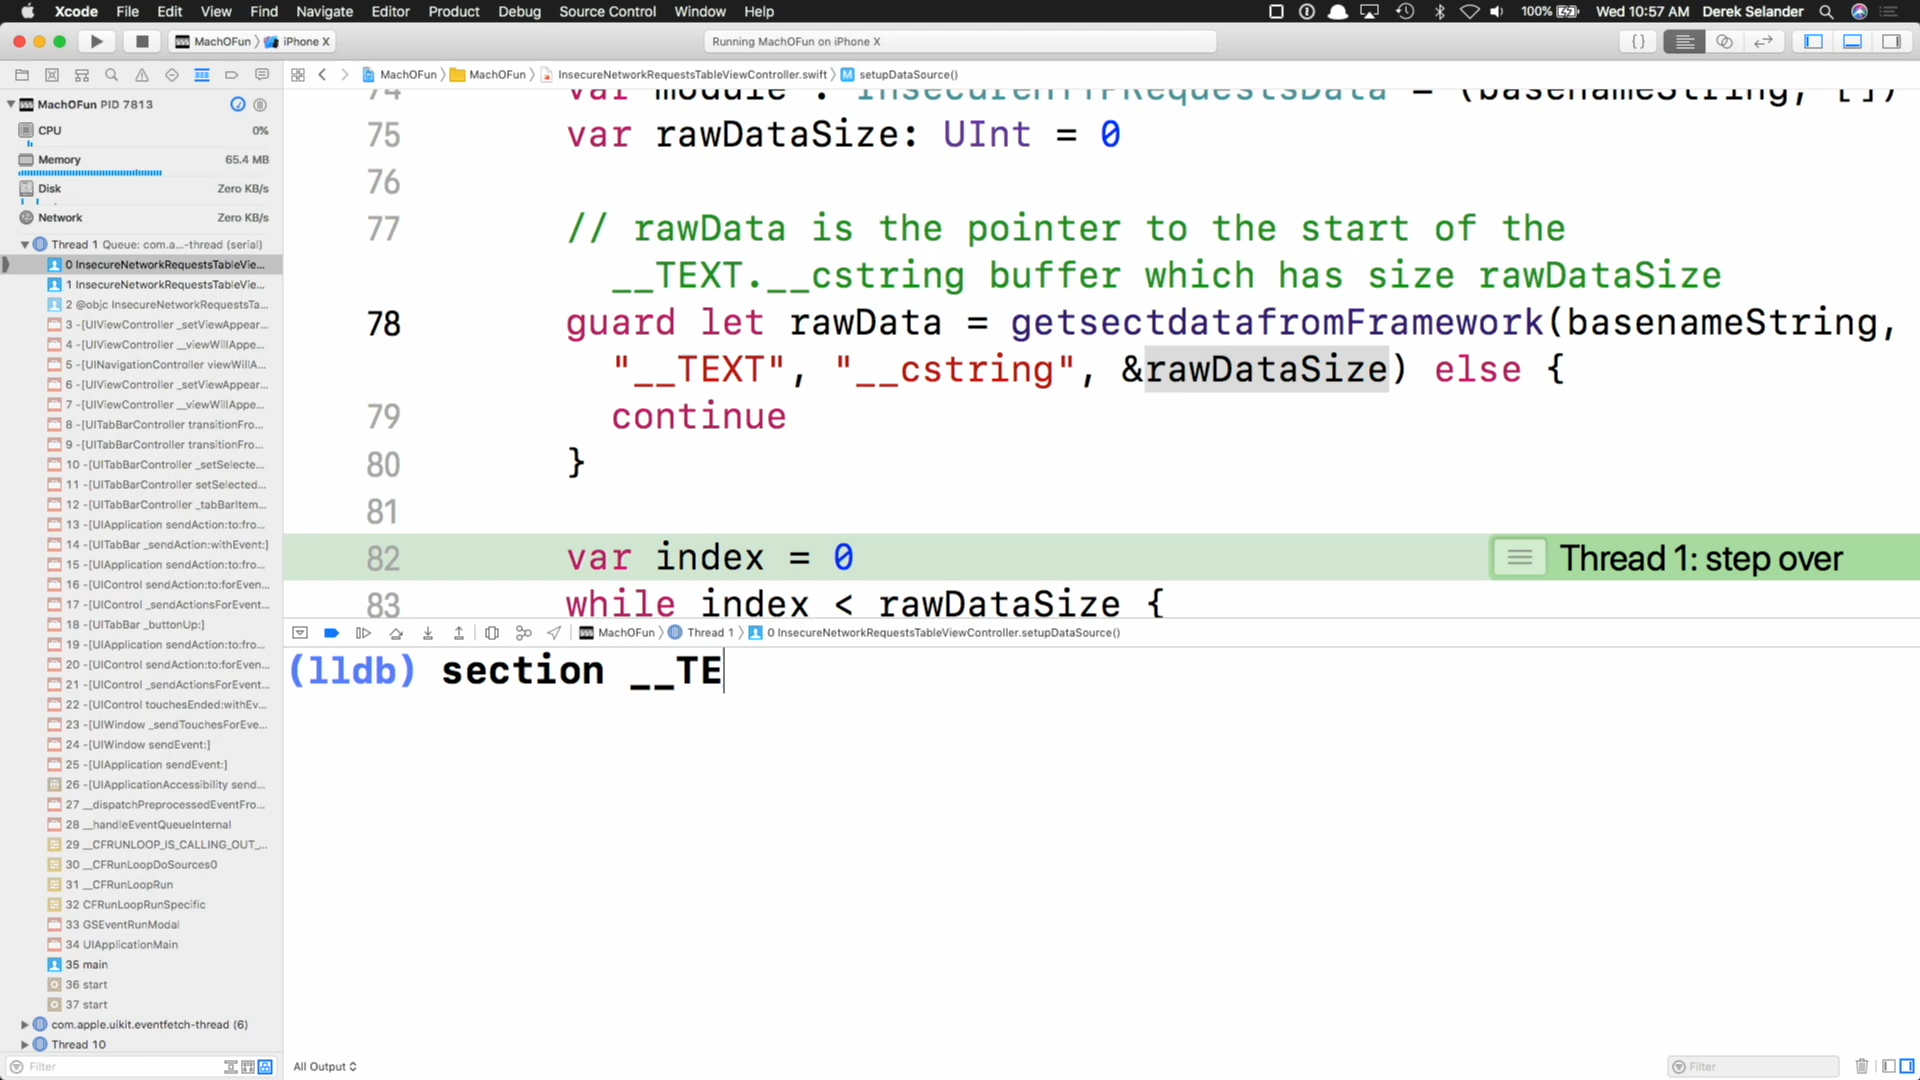 Xcode File Edit View Find Navigate Editor Product Debug Source Control Window Help 100% Wed 10:57 AM Derek Selander
MachOFun iPhone X Running MachOFun on iPhone X
MachOFun MachOFun InsecureNetworkRequestsTableViewController.swift setupDataSource()
MachOFun PID 7813
CPU 0%
Memory 65.4 MB
Disk Zero KB/s
Network Zero KB/s
Thread 1 Queue: com.a...-thread (serial)
0 InsecureNetworkRequestsTableVie...
1 InsecureNetworkRequestsTableVie...
2 @objc InsecureNetworkRequestsTa...
3 -[UIViewController _setViewAppear...
4 -[UIViewController __viewWillAppe...
5 -[UINavigationController viewWillA...
6 -[UIViewController _setViewAppear...
7 -[UIViewController __viewWillAppe...
8 -[UITabBarController transitionFro...
9 -[UITabBarController transitionFro...
10 -[UITabBarController _setSelecte...
11 -[UITabBarController setSelected...
12 -[UITabBarController _tabBarItem...
13 -[UIApplication sendAction:to:fro...
14 -[UITabBar _sendAction:withEvent:]
15 -[UIApplication sendAction:to:fro...
16 -[UIControl sendAction:to:forEven...
17 -[UIControl _sendActionsForEvent...
18 -[UITabBar _buttonUp:]
19 -[UIApplication sendAction:to:fro...
20 -[UIControl sendAction:to:forEven...
21 -[UIControl _sendActionsForEvent...
22 -[UIControl touchesEnded:withEv...
23 -[UIWindow _sendTouchesForEve...
24 -[UIWindow sendEvent:]
25 -[UIApplication sendEvent:]
26 -[UIApplicationAccessibility send...
27 __dispatchPreprocessedEventFro...
28 __handleEventQueueInternal
29 __CFRUNLOOP_IS_CALLING_OUT_...
30 __CFRunLoopDoSources0
31 __CFRunLoopRun
32 CFRunLoopRunSpecific
33 GSEventRunModal
34 UIApplicationMain
35 main
36 start
37 start
com.apple.uikit.eventfetch-thread (6)
Thread 10
Filter
74 var module : InsecureHTTPRequestsData = (basenameString, [])
75 var rawDataSize: UInt = 0
76
77 // rawData is the pointer to the start of the
__TEXT.__cstring buffer which has size rawDataSize
78 guard let rawData = getsectdatafromFramework(basenameString,
"__TEXT", "__cstring", &rawDataSize) else {
79 continue
80 }
81
82 var index = 0 Thread 1: step over
83 while index < rawDataSize {
MachOFun Thread 1 0 InsecureNetworkRequestsTableViewController.setupDataSource()
(lldb) section __TE
All Output Filter